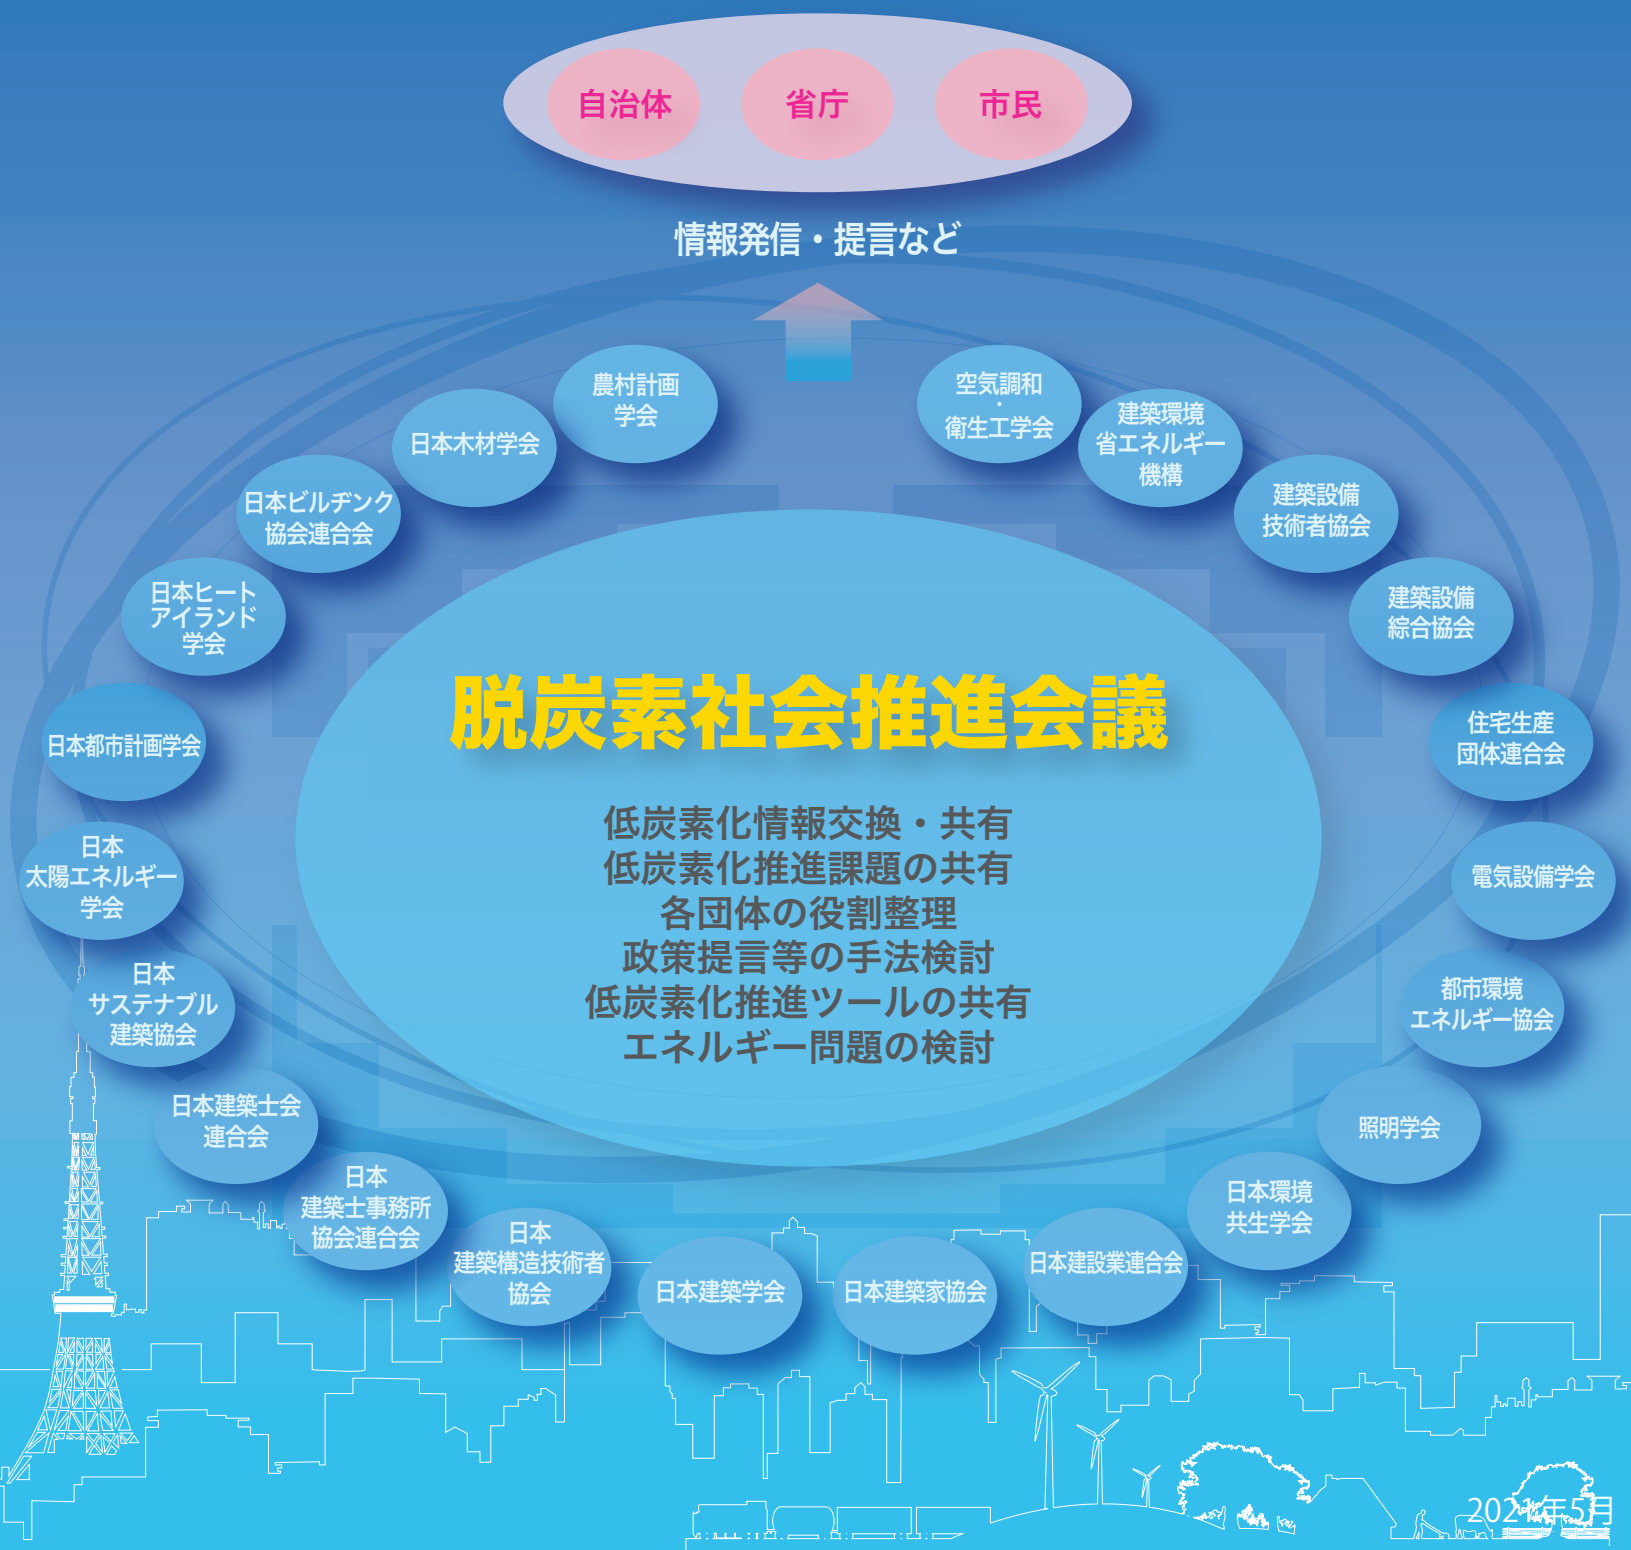 自治体
省庁
市民
情報発信・提言など
農村計画
学会
空気調和
・
衛生工学会
日本木材学会
建築環境
省エネルギー
機構
日本ビルヂンク
協会連合会
建築設備
技術者協会
日本ヒート
アイランド
学会
建築設備
綜合協会
日本都市計画学会
住宅生産
団体連合会
脱炭素社会推進会議
低炭素化情報交換・共有
低炭素化推進課題の共有
各団体の役割整理
政策提言等の手法検討
低炭素化推進ツールの共有
エネルギー問題の検討
日本
太陽エネルギー
学会
電気設備学会
日本
サステナブル
建築協会
都市環境
エネルギー協会
日本建築士会
連合会
照明学会
日本
建築士事務所
協会連合会
日本環境
共生学会
日本
建築構造技術者
協会
日本建築学会
日本建築家協会
日本建設業連合会
2021年5月